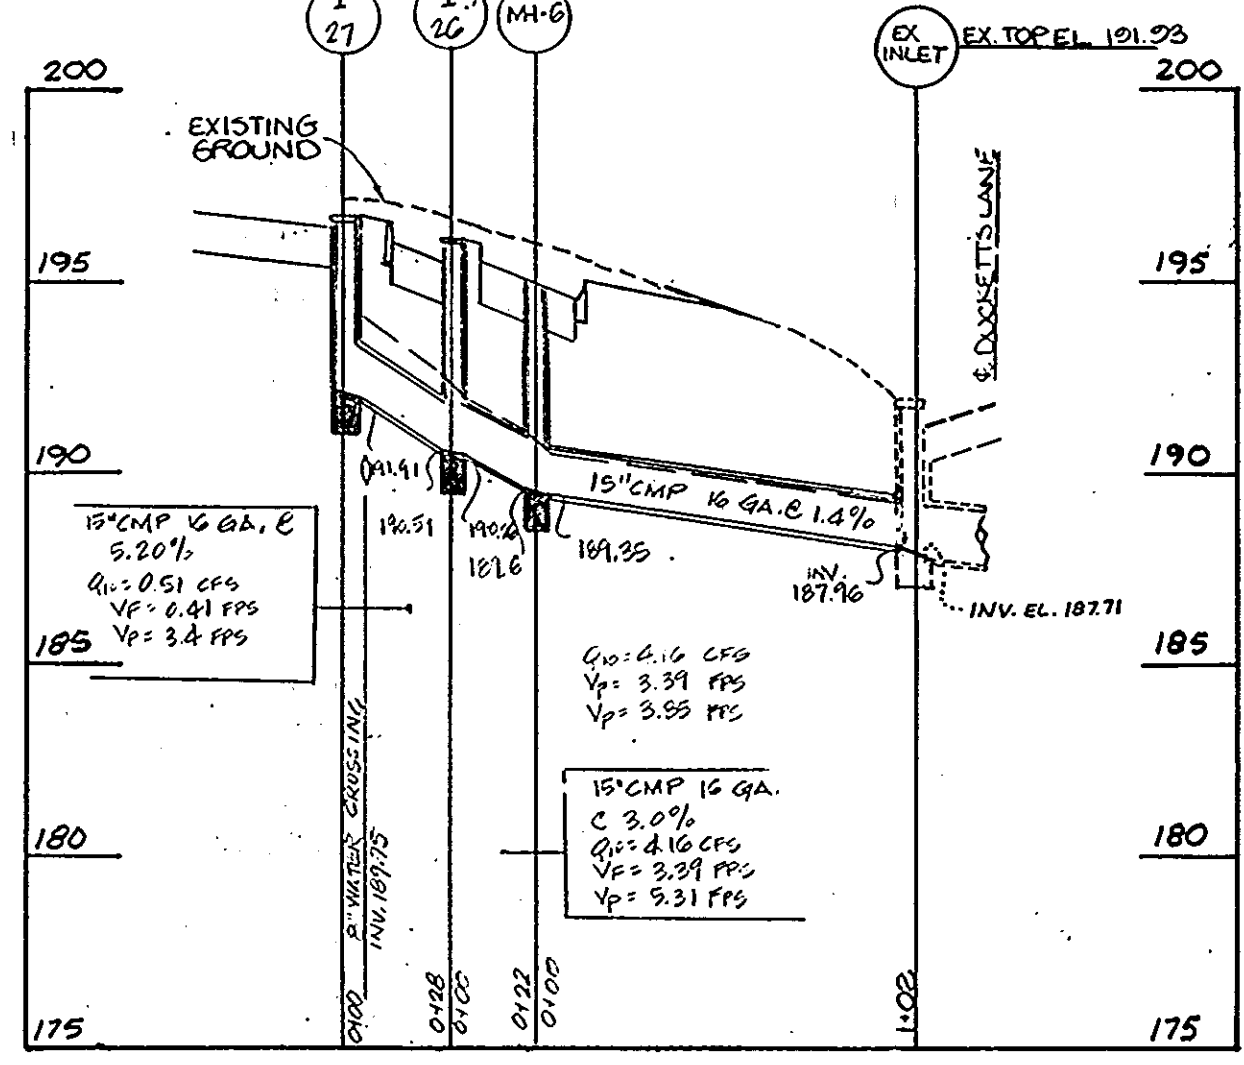 27
26
MH-6
EX
INLET
EX. TOP EL. 191.93
200
200
EXISTING
GROUND
℄ DUCKETTS LANE
195
195
190
190
191.91
190.51
189.35
15" CMP 16 GA. @ 1.4%
INV.
187.96
INV. EL. 187.71
15" CMP 16 GA. @
5.20%
Q10= 0.51 CFS
VF= 0.41 FPS
VP= 3.4 FPS
185
185
Q10= 4.16 CFS
VP= 3.39 FPS
VP= 3.85 FPS
15" CMP 16 GA.
@ 3.0%
Q10= 4.16 CFS
VF= 3.39 FPS
VP= 5.31 FPS
180
180
8" WATER CROSSING
INV. 189.75
0+00
0+28
0+00
0+22
0+00
1+02
175
175